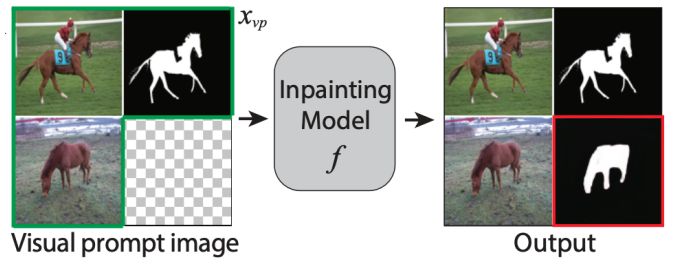 x_vp
Inpainting
Model
f
Visual prompt image
Output